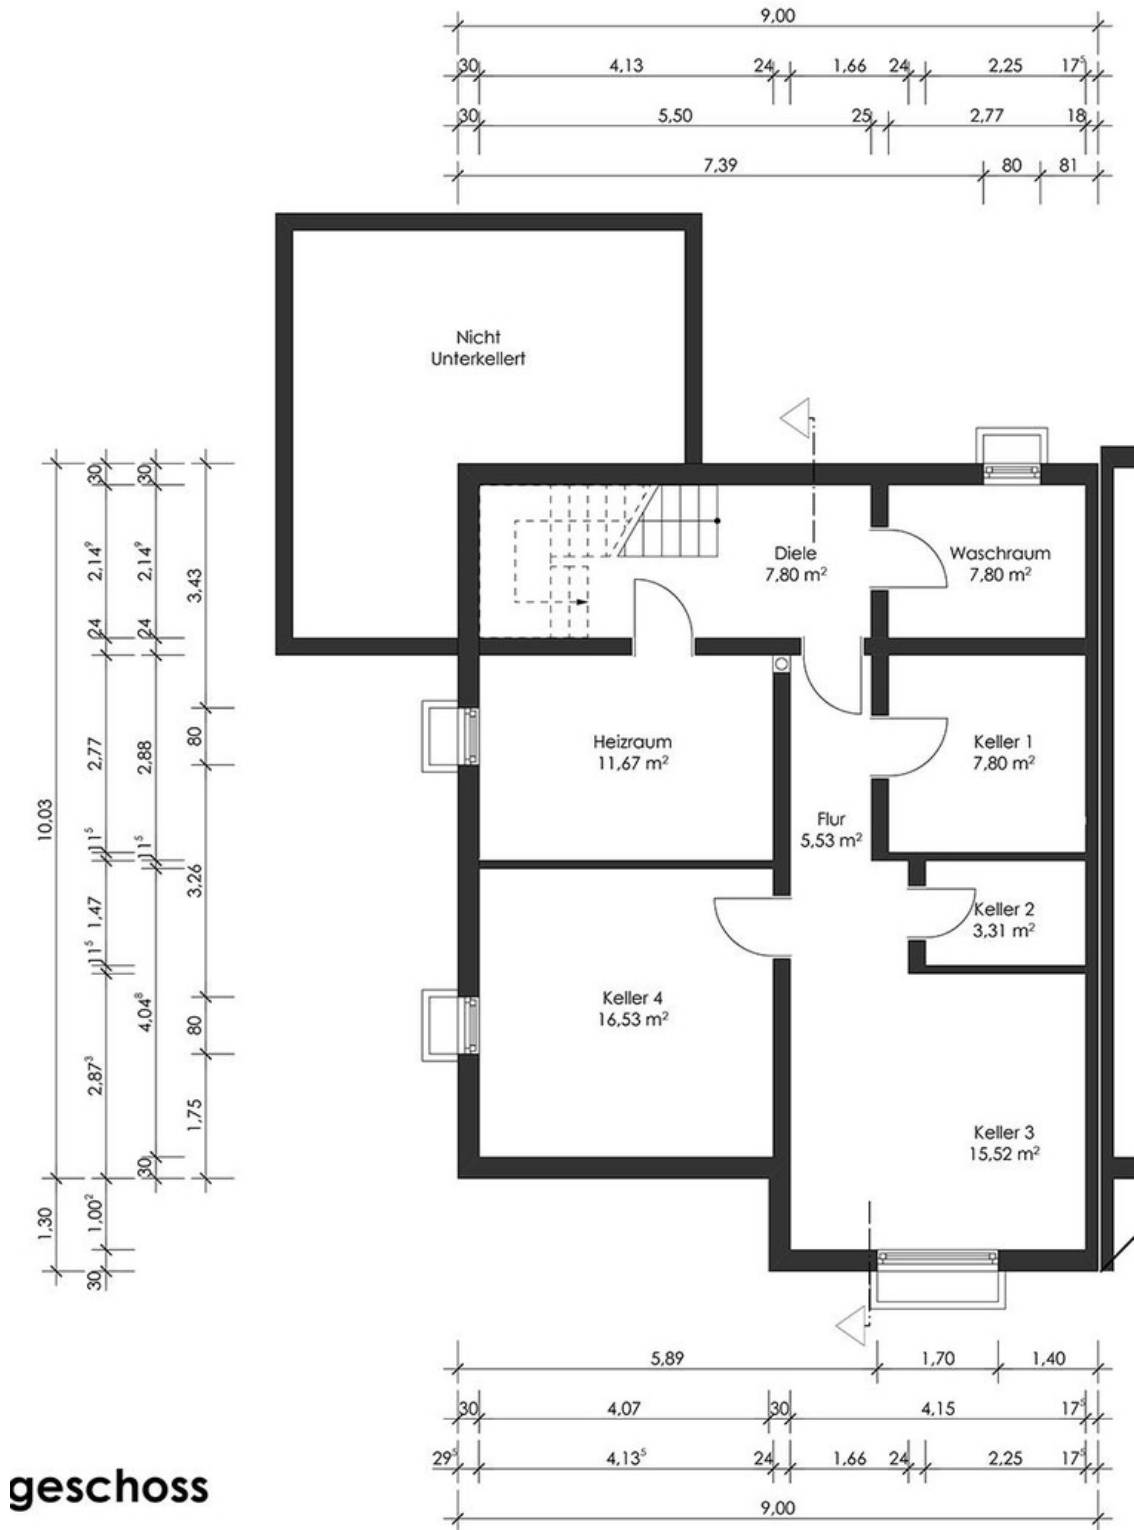 9,00
30 4,13 24 1,66 24 2,25 17⁵
30 5,50 25 2,77 18
7,39 80 81
Nicht
Unterkellert
Diele
7,80 m²
Waschraum
7,80 m²
Heizraum
11,67 m²
Keller 1
7,80 m²
Flur
5,53 m²
Keller 2
3,31 m²
Keller 4
16,53 m²
Keller 3
15,52 m²
10,03
1,30
30
2,14⁹
24
2,77
11⁵
1,47
11⁵
2,87³
1,00²
30
30
2,14⁹
24
2,88
11⁵
4,04⁸
30
3,43
80
3,26
80
1,75
5,89 1,70 1,40
30 4,07 30 4,15 17⁵
29⁵ 4,13⁵ 24 1,66 24 2,25 17⁵
9,00
geschoss